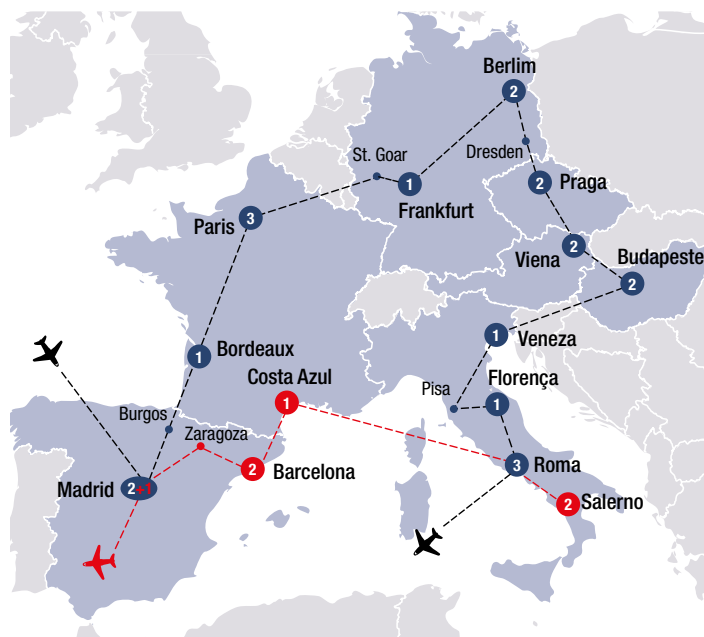 Berlim
2
Dresden
St. Goar
1
Frankfurt
2
Praga
3
Paris
2
Viena
Budapeste
2
1
Veneza
1
Bordeaux
Costa Azul
1
Florença
1
Pisa
Burgos
Zaragoza
2
Barcelona
3
Roma
Madrid
2+1
2
Salerno